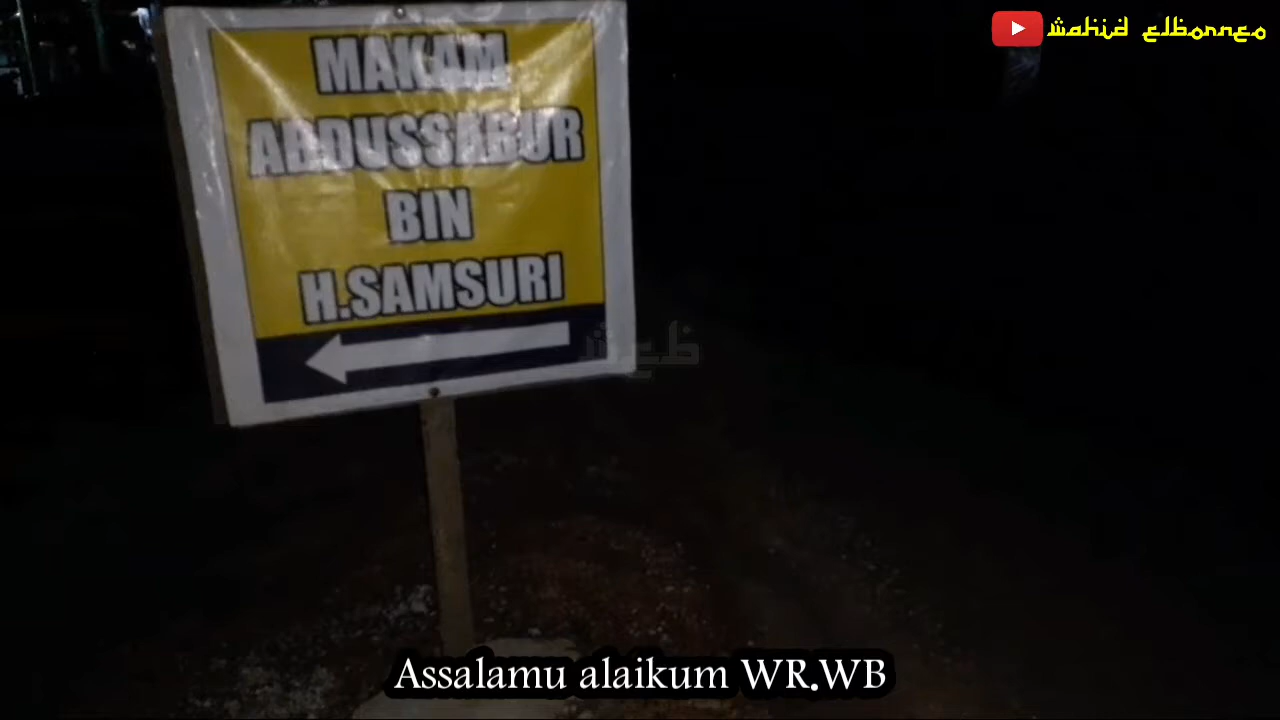 Wahid elborneo
MAKAM
ABDUSSABUR
BIN
H.SAMSURI
Assalamu alaikum WR.WB